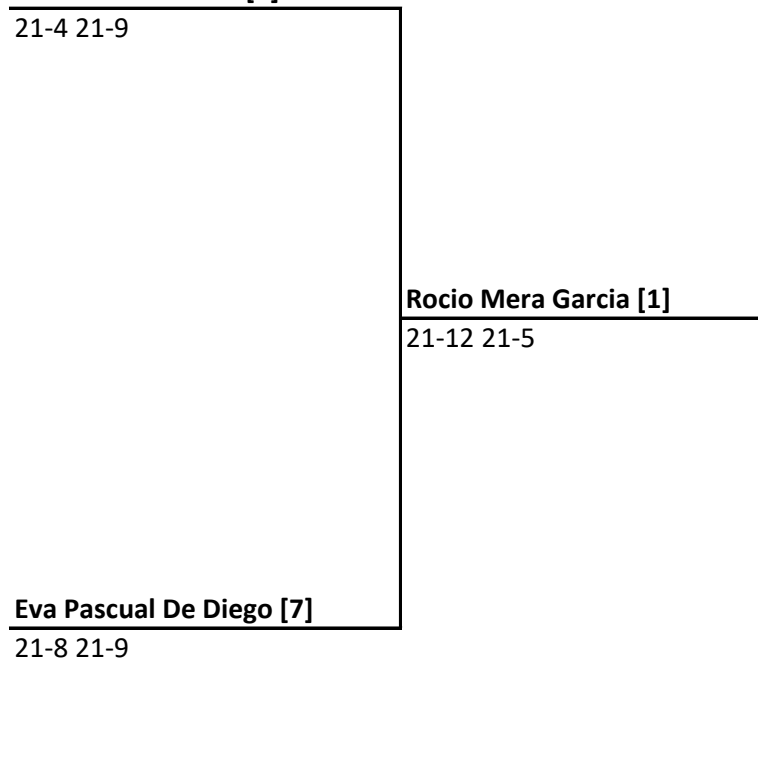 21-4 21-9
Rocio Mera Garcia [1]
21-12 21-5
Eva Pascual De Diego [7]
21-8 21-9